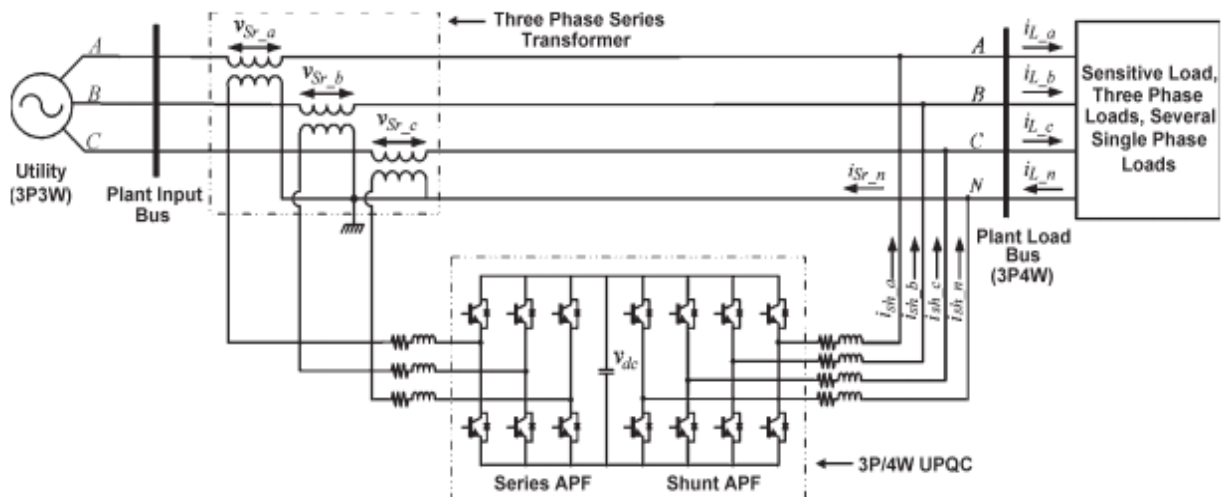 v_Sr_a
Three Phase Series
Transformer
A
v_Sr_b
B
v_Sr_c
C
Utility
(3P3W)
Plant Input
Bus
A
i_L_a
B
i_L_b
C
i_L_c
i_Sr_n
N
i_L_n
Sensitive Load,
Three Phase
Loads, Several
Single Phase
Loads
Plant Load
Bus
(3P4W)
i_sh_a
i_sh_b
i_sh_c
i_sh_n
v_dc
Series APF
Shunt APF
3P/4W UPQC